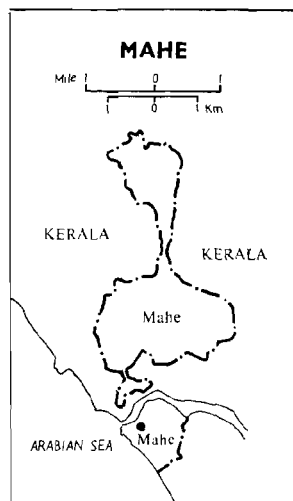 MAHE
Mile 1 0 1
1 0 1 Km
KERALA KERALA
Mahe
Mahe
ARABIAN SEA